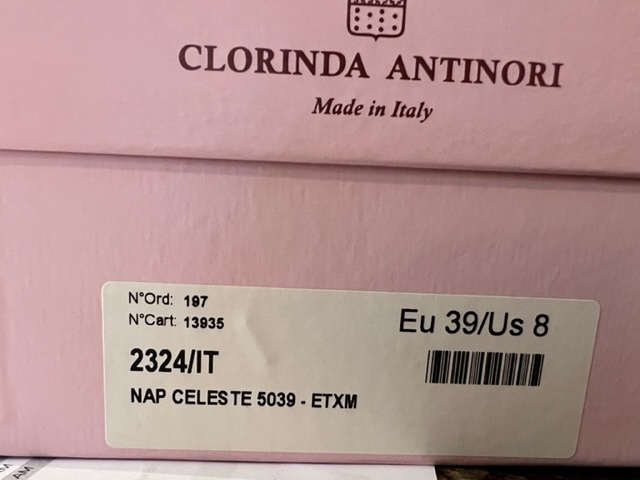 CLORINDA ANTINORI
Made in Italy
N°Ord: 197
N°Cart: 13935
Eu 39/Us 8
2324/IT
NAP CELESTE 5039 - ETXM
AM